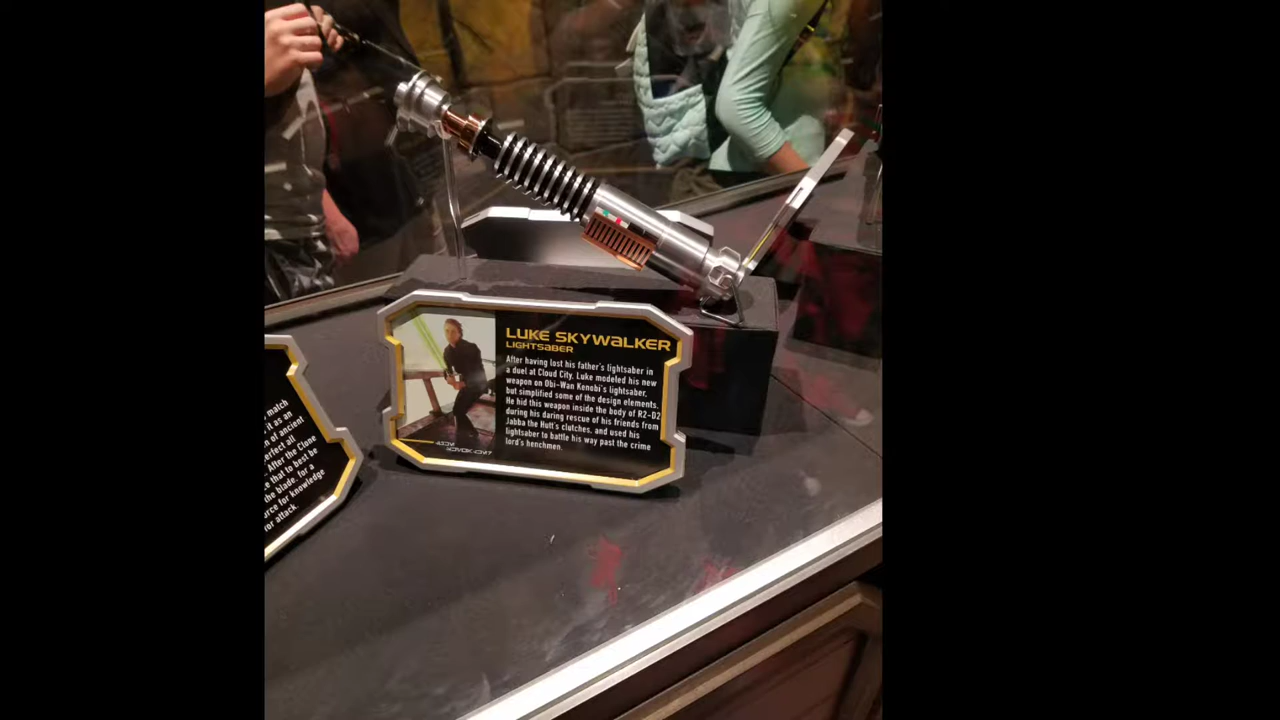 LUKE SKYWALKER
LIGHTSABER
After having lost his father's lightsaber in
a duel at Cloud City, Luke modeled his new
weapon on Obi-Wan Kenobi's lightsaber,
but simplified some of the design elements.
He hid this weapon inside the body of R2-D2
during his daring rescue of his friends from
Jabba the Hutt's clutches, and used his
lightsaber to battle his way past the crime
lord's henchmen.
match
it as an
n of ancient
erfect all
. After the Clone
e that to best be
the blade, for a
rce for knowledge
or attack.